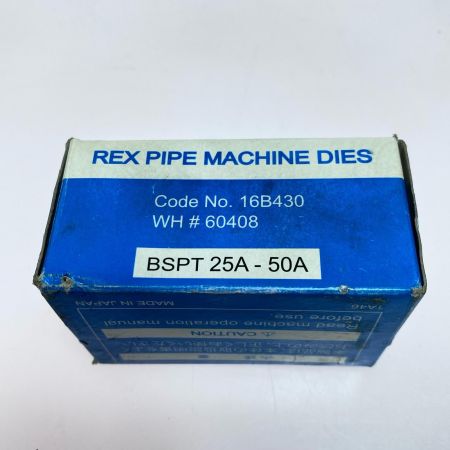 REX PIPE MACHINE DIES
Code No. 16B430
WH # 60408
BSPT 25A - 50A
MADE IN JAPAN
7A46
Read machine operation manual
before use.
⚠ CAUTION